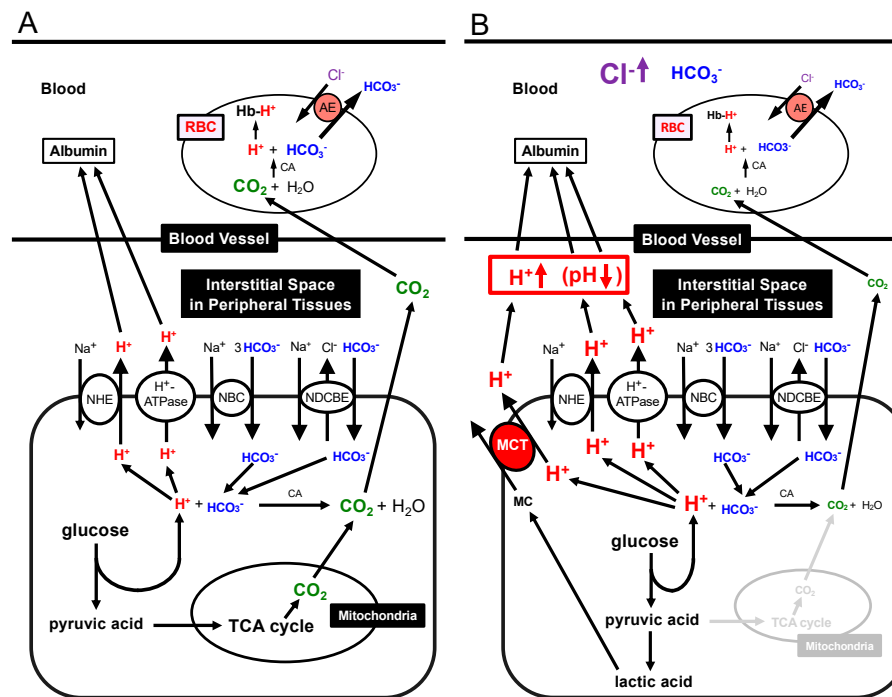 A
Blood
Cl⁻
HCO₃⁻
AE
Hb-H⁺
RBC
H⁺ + HCO₃⁻
CA
CO₂ + H₂O
Albumin
Blood Vessel
Interstitial Space
in Peripheral Tissues
CO₂
Na⁺
H⁺
H⁺
Na⁺
3HCO₃⁻
Na⁺
Cl⁻
HCO₃⁻
NHE
H⁺-
ATPase
NBC
NDCBE
H⁺
H⁺
HCO₃⁻
HCO₃⁻
H⁺ + HCO₃⁻
CA
CO₂ + H₂O
glucose
CO₂
pyruvic acid
TCA cycle
Mitochondria
B
Blood
Cl⁻
HCO₃⁻
Cl⁻
HCO₃⁻
AE
Hb-H⁺
RBC
H⁺ + HCO3⁻
CA
CO₂ + H₂O
Albumin
Blood Vessel
H⁺ (pH )
Interstitial Space
in Peripheral Tissues
CO₂
Na⁺
H⁺
H⁺
Na⁺
3HCO₃⁻
Na⁺
Cl⁻
HCO₃⁻
H⁺
NHE
H⁺-
ATPase
NBC
NDCBE
MCT
H⁺
H⁺
H⁺
HCO₃⁻
HCO₃⁻
MC
H⁺ + HCO₃⁻
CA
CO₂ + H₂O
glucose
CO₂
pyruvic acid
TCA cycle
Mitochondria
lactic acid